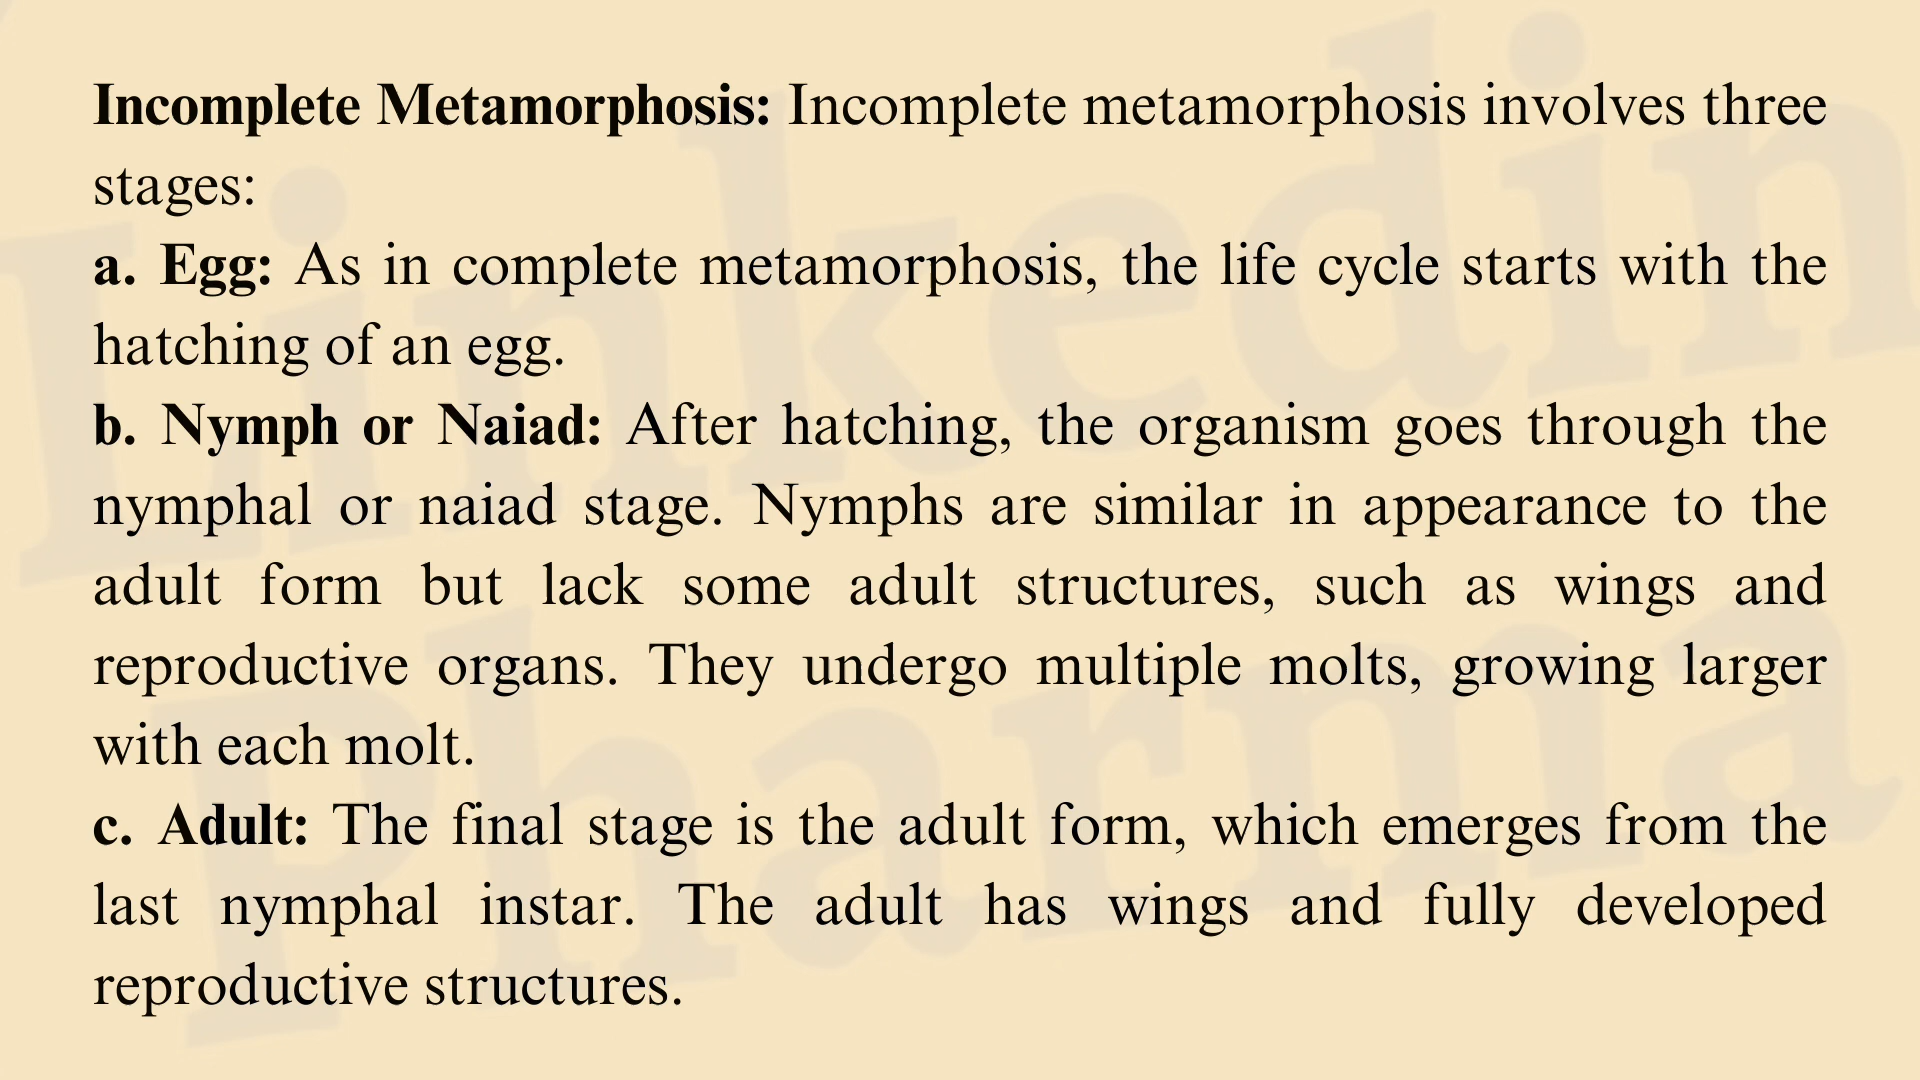 Incomplete Metamorphosis: Incomplete metamorphosis involves three
stages:
a. Egg: As in complete metamorphosis, the life cycle starts with the
hatching of an egg.
b. Nymph or Naiad: After hatching, the organism goes through the
nymphal or naiad stage. Nymphs are similar in appearance to the
adult form but lack some adult structures, such as wings and
reproductive organs. They undergo multiple molts, growing larger
with each molt.
c. Adult: The final stage is the adult form, which emerges from the
last nymphal instar. The adult has wings and fully developed
reproductive structures.
Linkedin
Pharma